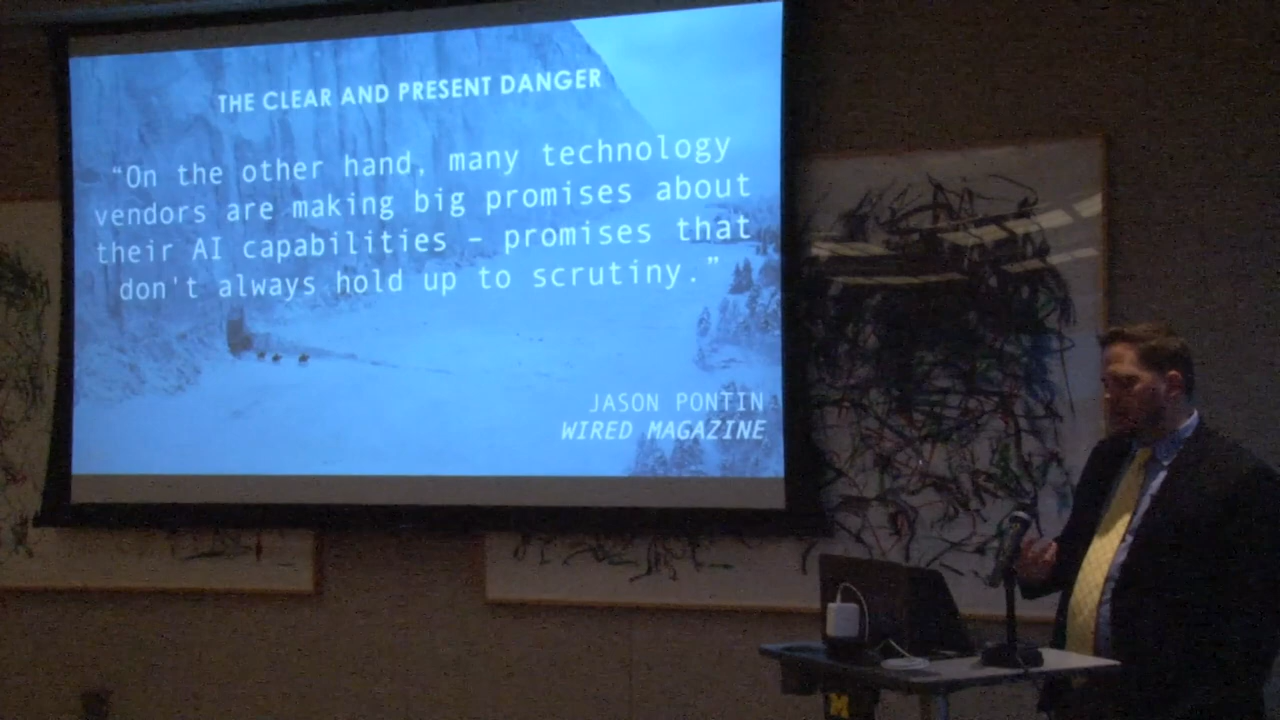 THE CLEAR AND PRESENT DANGER
“On the other hand, many technology
vendors are making big promises about
their AI capabilities – promises that
don't always hold up to scrutiny.”
JASON PONTIN
WIRED MAGAZINE
M